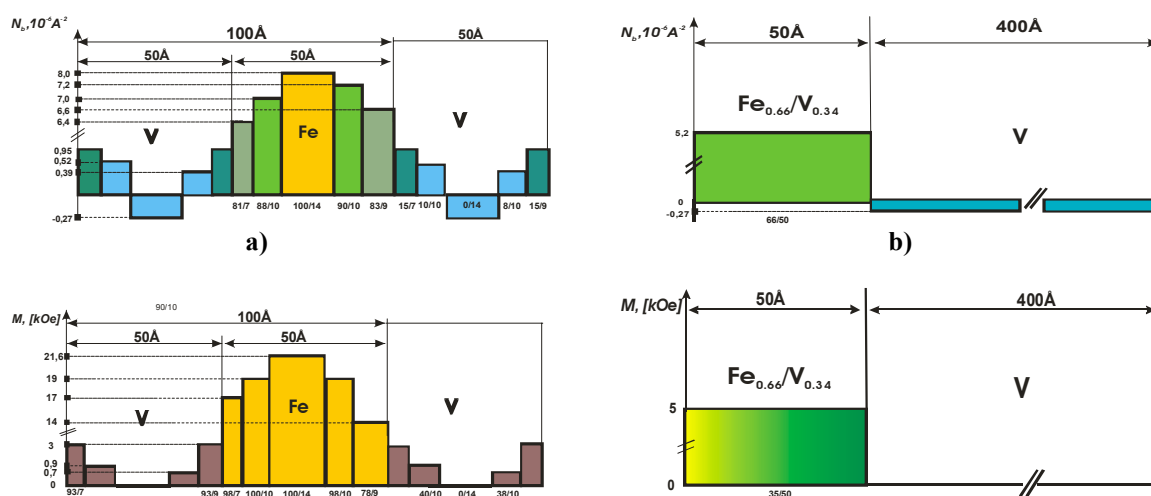 N_b,10⁻⁶A⁻²
100Å
50Å
50Å 50Å
8,0
7,2
7,0
6,6
6,4
0,95
0,52
0,39
-0,27
V Fe V
81/7 88/10 100/14 90/10 83/9 15/7 10/10 0/14 8/10 15/9
a)
N_b,10⁻⁶A⁻²
50Å 400Å
Fe₀.₆₆/V₀.₃₄
V
5,2
0
-0,27
66/50
b)
M, [kOe]
90/10
100Å
50Å 50Å
21,6
19
17
14
3
0,9
0,7
0
V Fe V
93/7 93/9 98/7 100/10 100/14 98/10 78/9 40/10 0/14 38/10
M, [kOe]
50Å 400Å
Fe₀.₆₆/V₀.₃₄
V
5
0
35/50